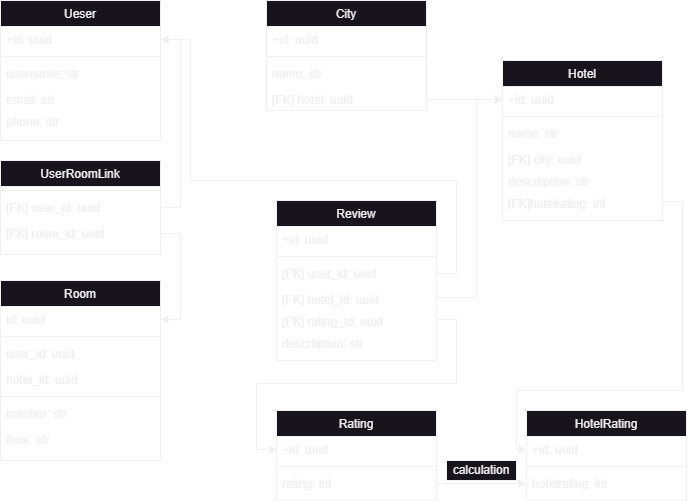 Ueser
+id: uuid
username: str
email: str
phone: str
City
+id: uuid
name: str
[FK] hotel: uuid
Hotel
+id: uuid
name: str
[FK] city: uuid
descrtiption: str
[FK]hotelrating: int
UserRoomLink
[FK] user_id: uuid
[FK] room_id: uuid
Review
+id: uuid
[FK] user_id: uuid
[FK] hotel_id: uuid
[FK] rating_id: uuid
descrtiption: str
Room
id: uuid
user_id: uuid
hotel_id: uuid
number: str
floor: str
Rating
+id: uuid
rating: int
calculation
HotelRating
+id: uuid
hotelrating: int